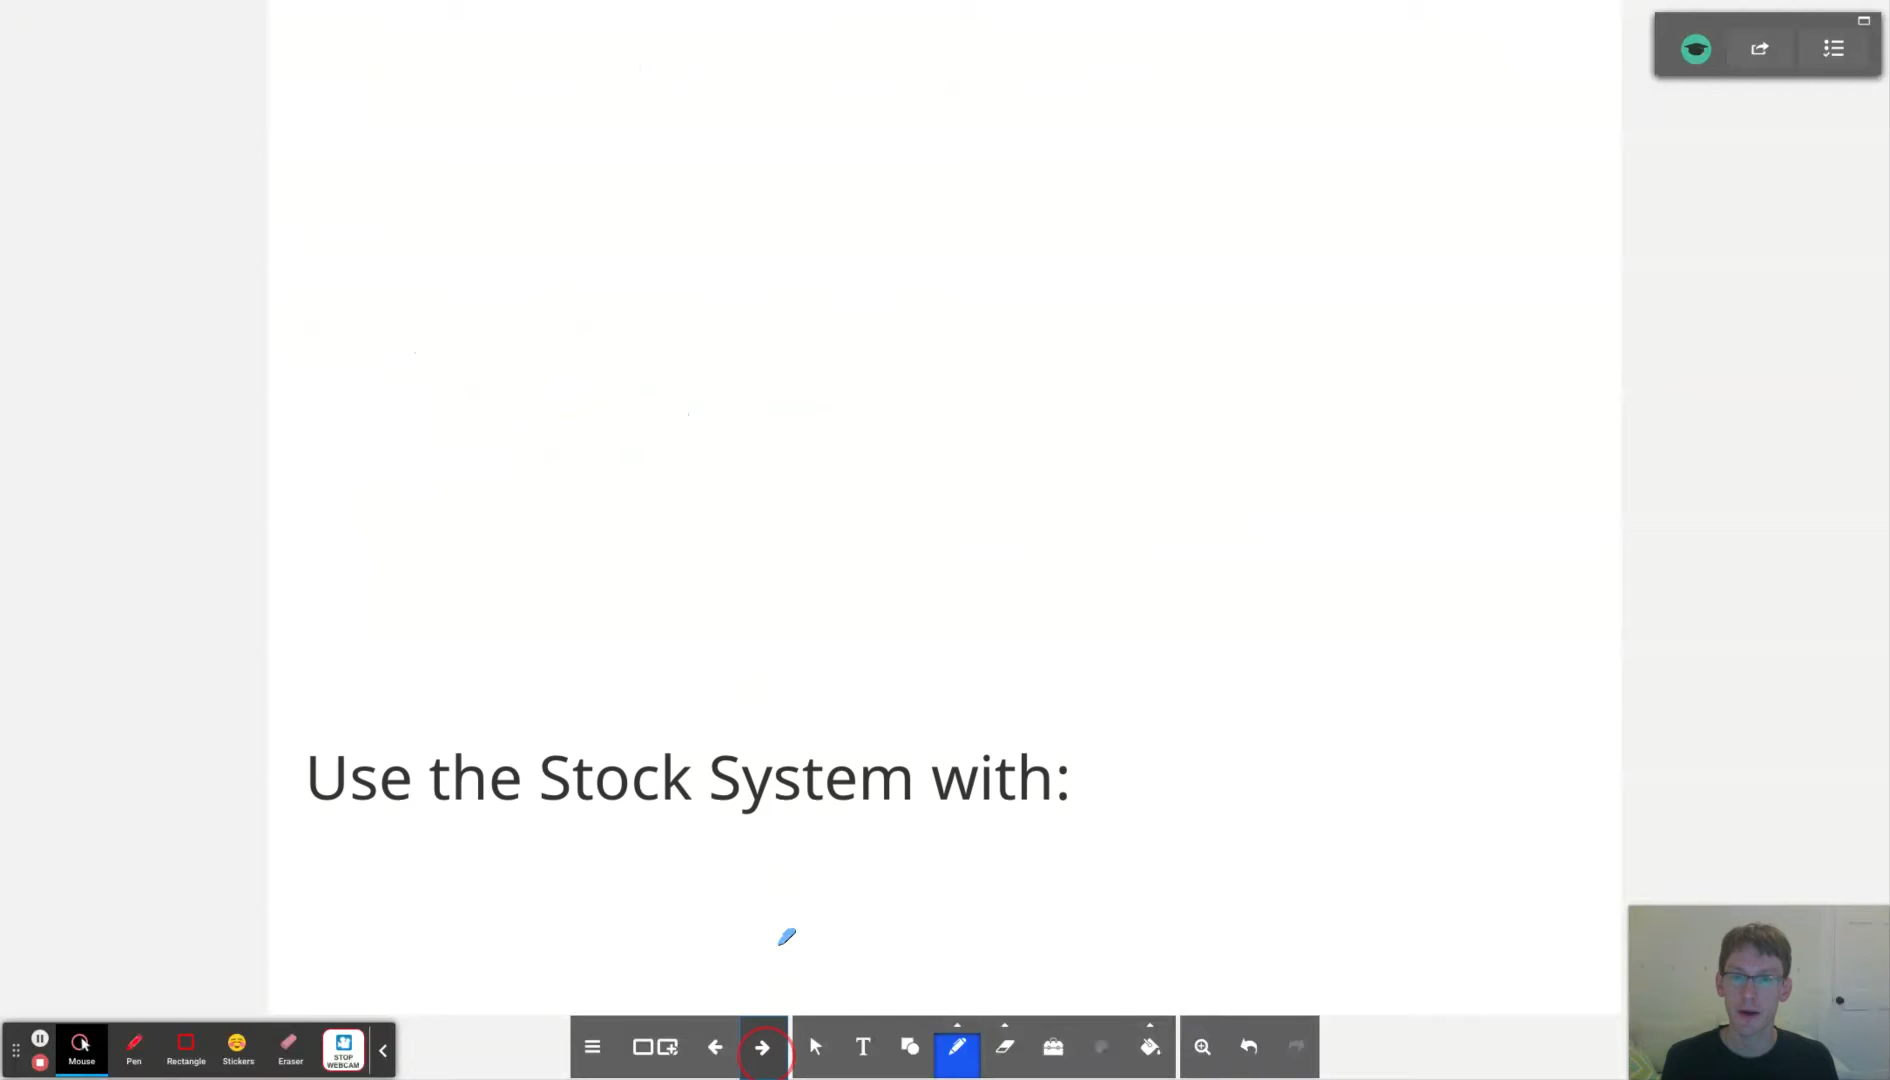 Use the Stock System with:
Mouse
Pen
Rectangle
Stickers
Eraser
STOP
WEBCAM
T